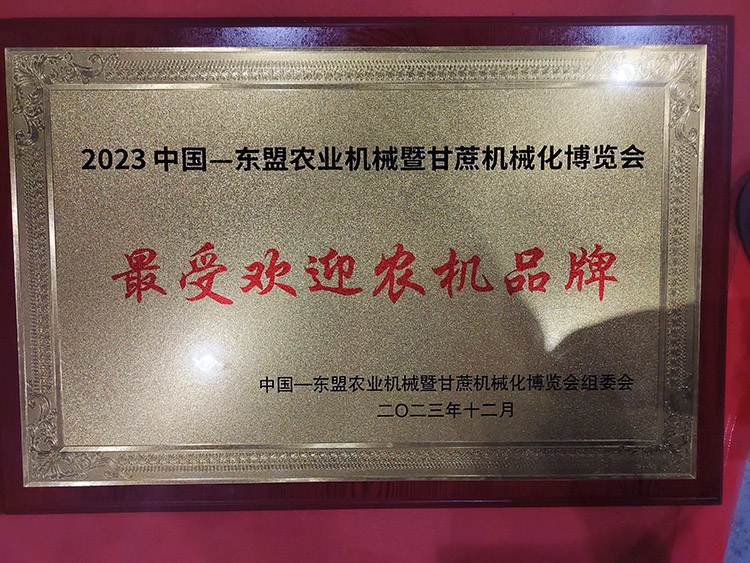 2023 中国—东盟农业机械暨甘蔗机械化博览会
最受欢迎农机品牌
中国—东盟农业机械暨甘蔗机械化博览会组委会
二〇二三年十二月